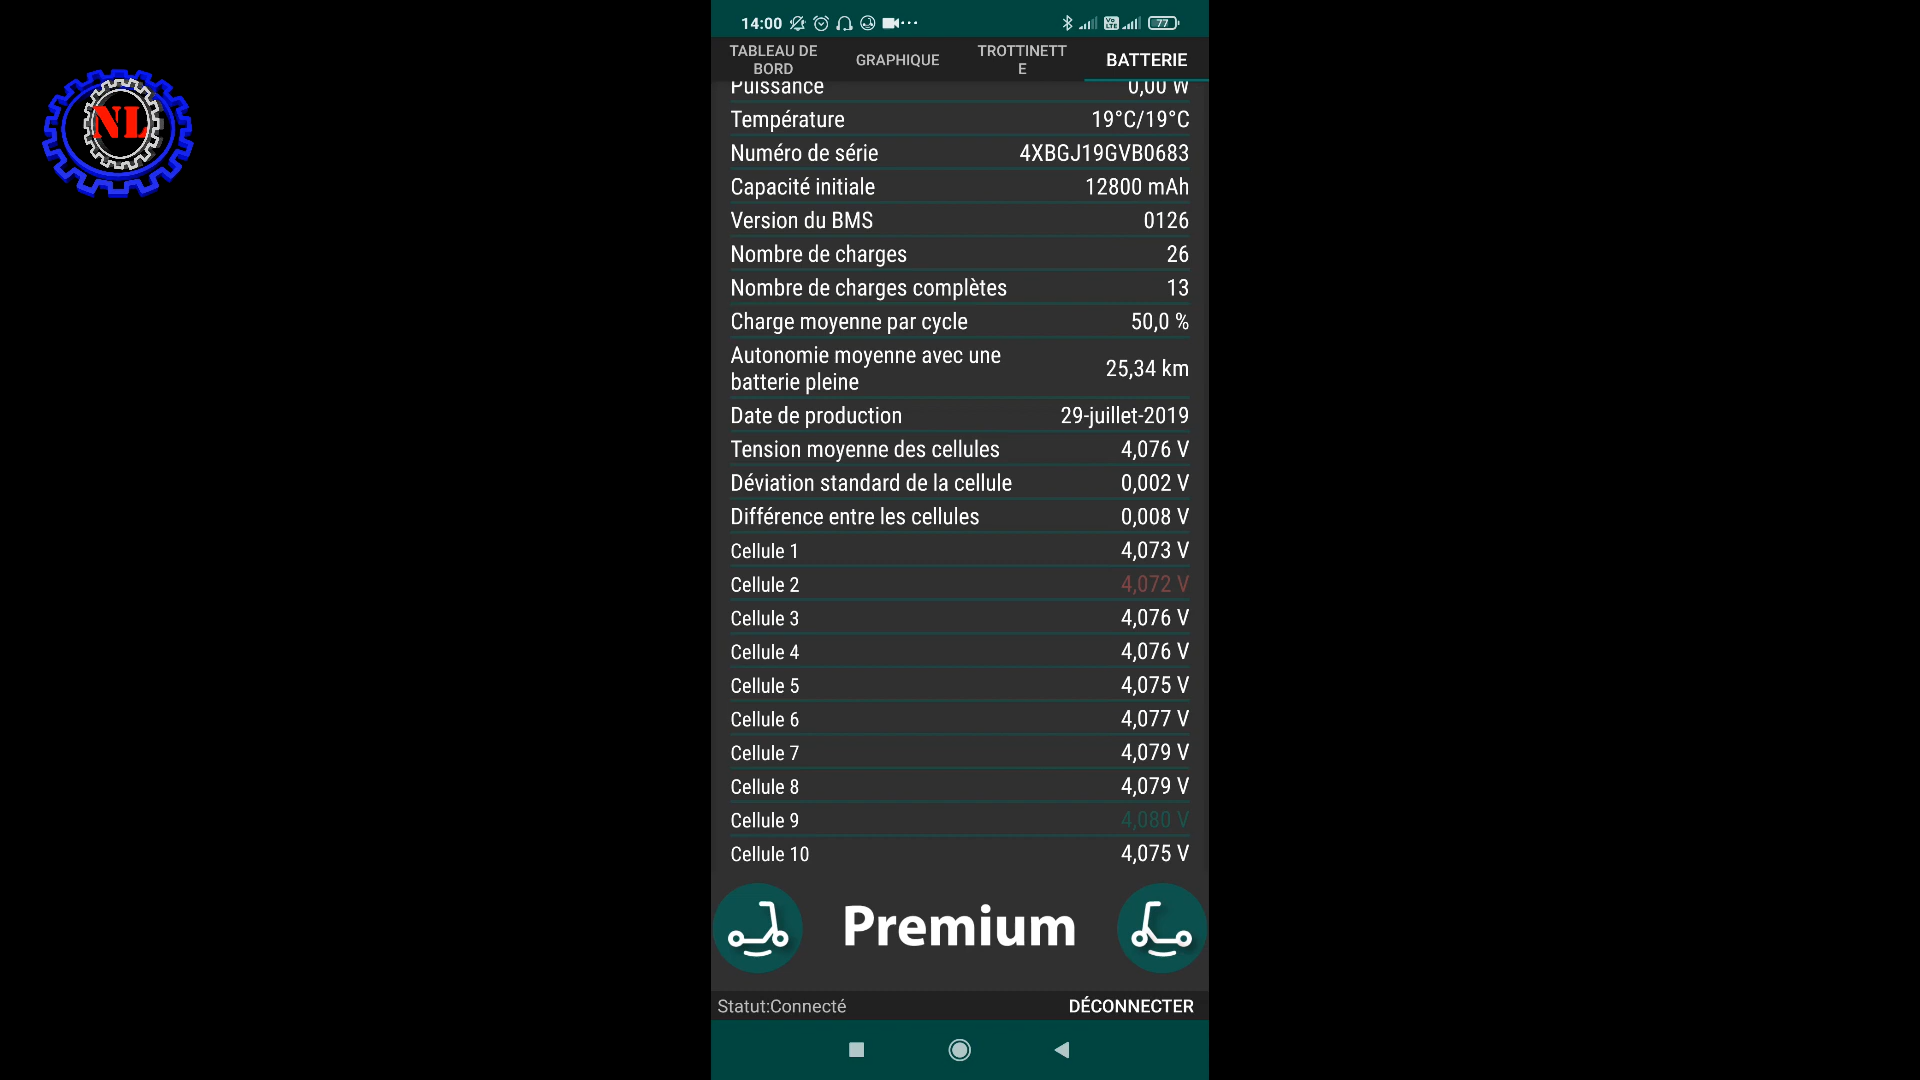 NL
14:00
Vo LTE
77
TABLEAU DE BORD
GRAPHIQUE
TROTTINETT E
BATTERIE
Puissance 0,00 W
Température 19°C/19°C
Numéro de série 4XBGJ19GVB0683
Capacité initiale 12800 mAh
Version du BMS 0126
Nombre de charges 26
Nombre de charges complètes 13
Charge moyenne par cycle 50,0 %
Autonomie moyenne avec une
batterie pleine 25,34 km
Date de production 29-juillet-2019
Tension moyenne des cellules 4,076 V
Déviation standard de la cellule 0,002 V
Différence entre les cellules 0,008 V
Cellule 1 4,073 V
Cellule 2 4,072 V
Cellule 3 4,076 V
Cellule 4 4,076 V
Cellule 5 4,075 V
Cellule 6 4,077 V
Cellule 7 4,079 V
Cellule 8 4,079 V
Cellule 9 4,080 V
Cellule 10 4,075 V
Premium
Statut:Connecté DÉCONNECTER